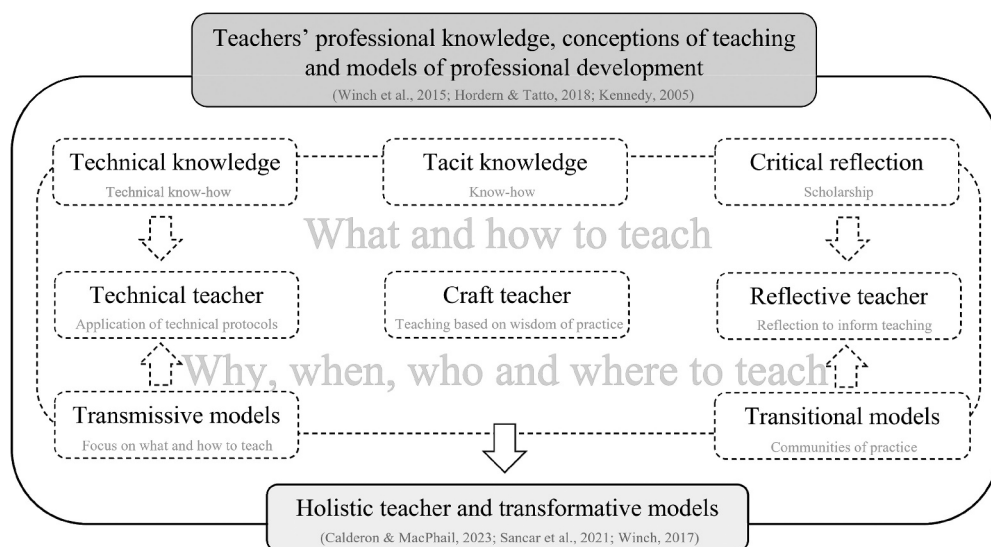 Teachers’ professional knowledge, conceptions of teaching
and models of professional development
(Winch et al., 2015; Hordern & Tatto, 2018; Kennedy, 2005)
Technical knowledge
Technical know-how
Tacit knowledge
Know-how
Critical reflection
Scholarship
What and how to teach
Technical teacher
Application of technical protocols
Craft teacher
Teaching based on wisdom of practice
Reflective teacher
Reflection to inform teaching
Why, when, who and where to teach
Transmissive models
Focus on what and how to teach
Transitional models
Communities of practice
Holistic teacher and transformative models
(Calderon & MacPhail, 2023; Sancar et al., 2021; Winch, 2017)